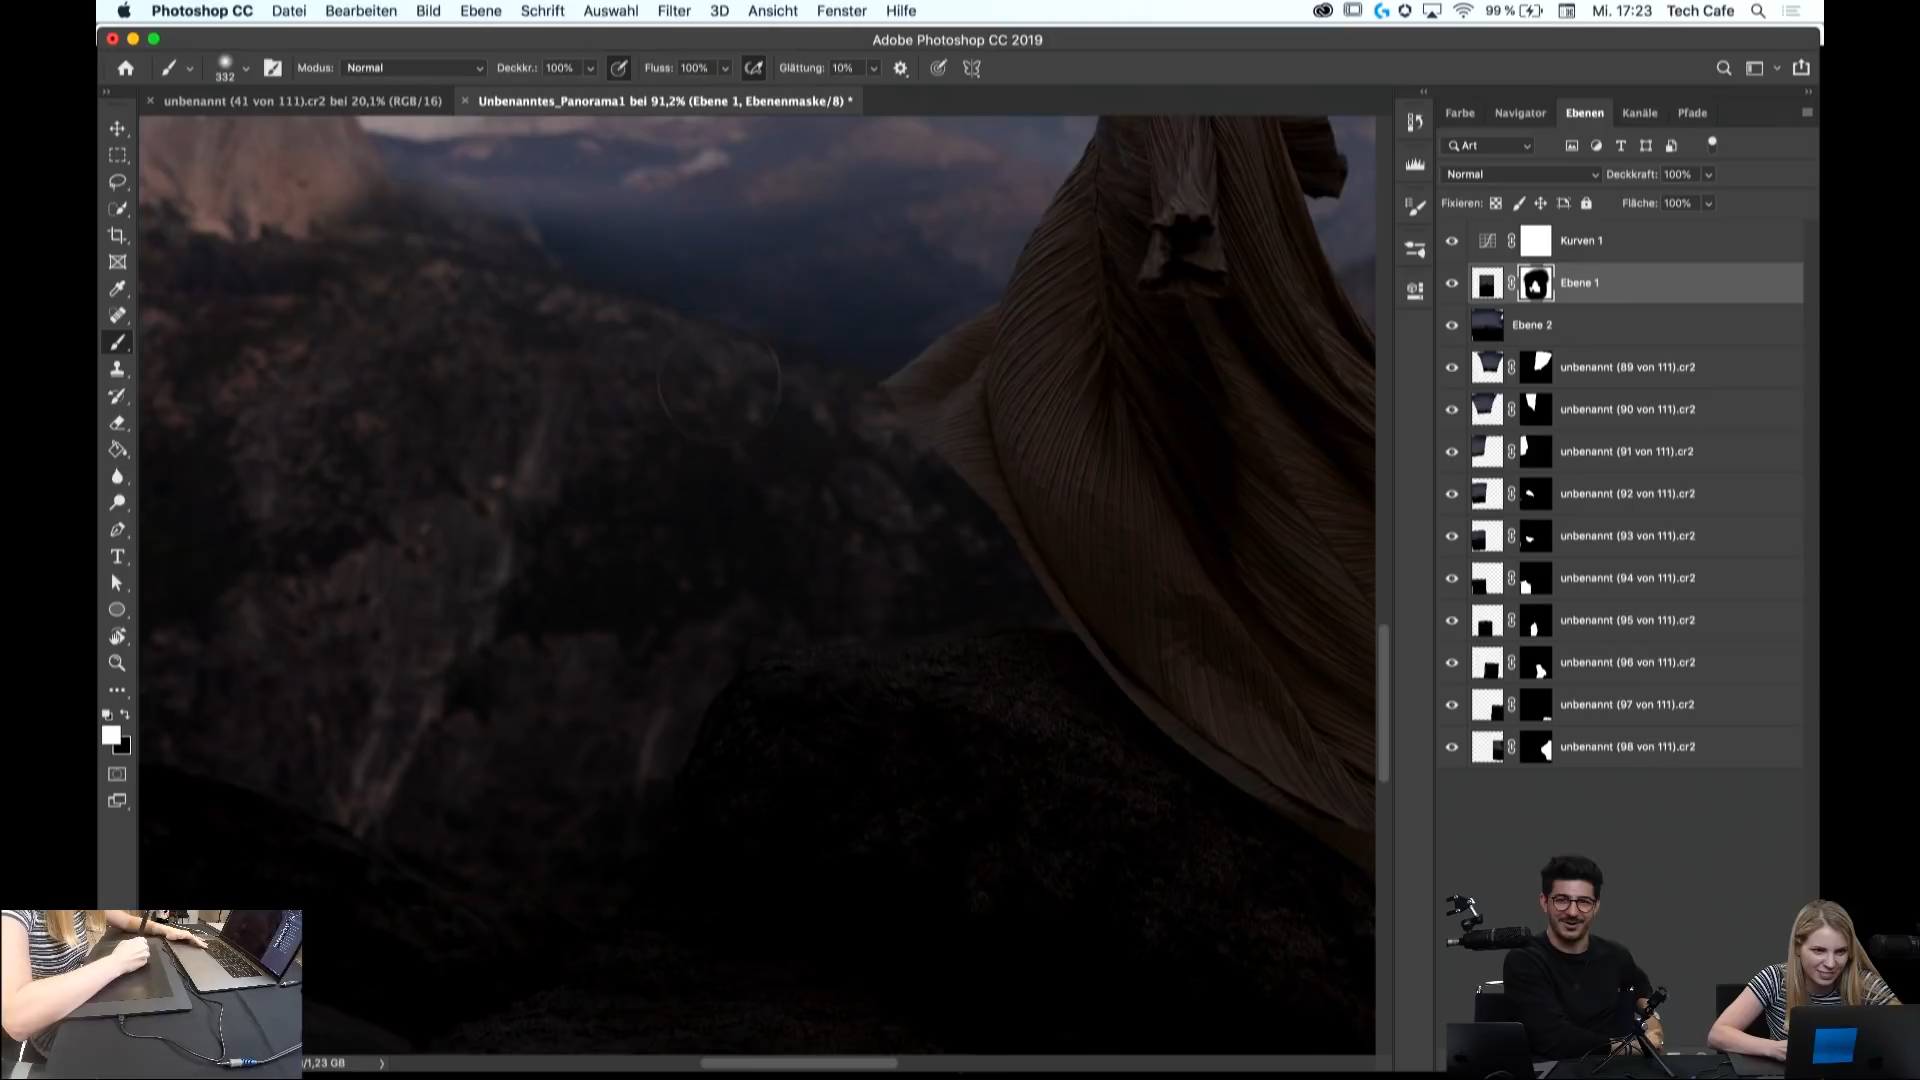 Photoshop CC Datei Bearbeiten Bild Ebene Schrift Auswahl Filter 3D Ansicht Fenster Hilfe 99 % Mi. 17:23 Tech Cafe
Adobe Photoshop CC 2019
332 Modus: Normal Deckkr.: 100% Fluss: 100% Glättung: 10%
unbenannt (41 von 111).cr2 bei 20,1% (RGB/16) Unbenanntes_Panorama1 bei 91,2% (Ebene 1, Ebenenmaske/8) *
Farbe Navigator Ebenen Kanäle Pfade
Art
Normal Deckkraft: 100%
Fixieren: Fläche: 100%
Kurven 1
Ebene 1
Ebene 2
unbenannt (89 von 111).cr2
unbenannt (90 von 111).cr2
unbenannt (91 von 111).cr2
unbenannt (92 von 111).cr2
unbenannt (93 von 111).cr2
unbenannt (94 von 111).cr2
unbenannt (95 von 111).cr2
unbenannt (96 von 111).cr2
unbenannt (97 von 111).cr2
unbenannt (98 von 111).cr2
/1,23 GB